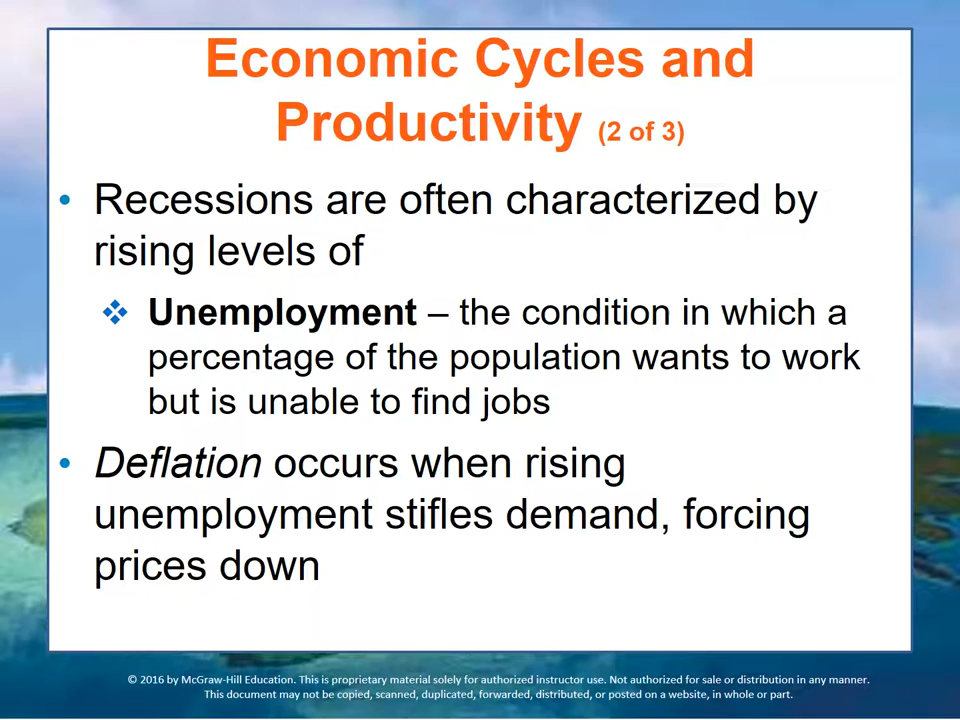 Economic Cycles and
Productivity (2 of 3)
• Recessions are often characterized by
rising levels of
❖ Unemployment – the condition in which a
percentage of the population wants to work
but is unable to find jobs
• Deflation occurs when rising
unemployment stifles demand, forcing
prices down
© 2016 by McGraw-Hill Education. This is proprietary material solely for authorized instructor use. Not authorized for sale or distribution in any manner.
This document may not be copied, scanned, duplicated, forwarded, distributed, or posted on a website, in whole or part.